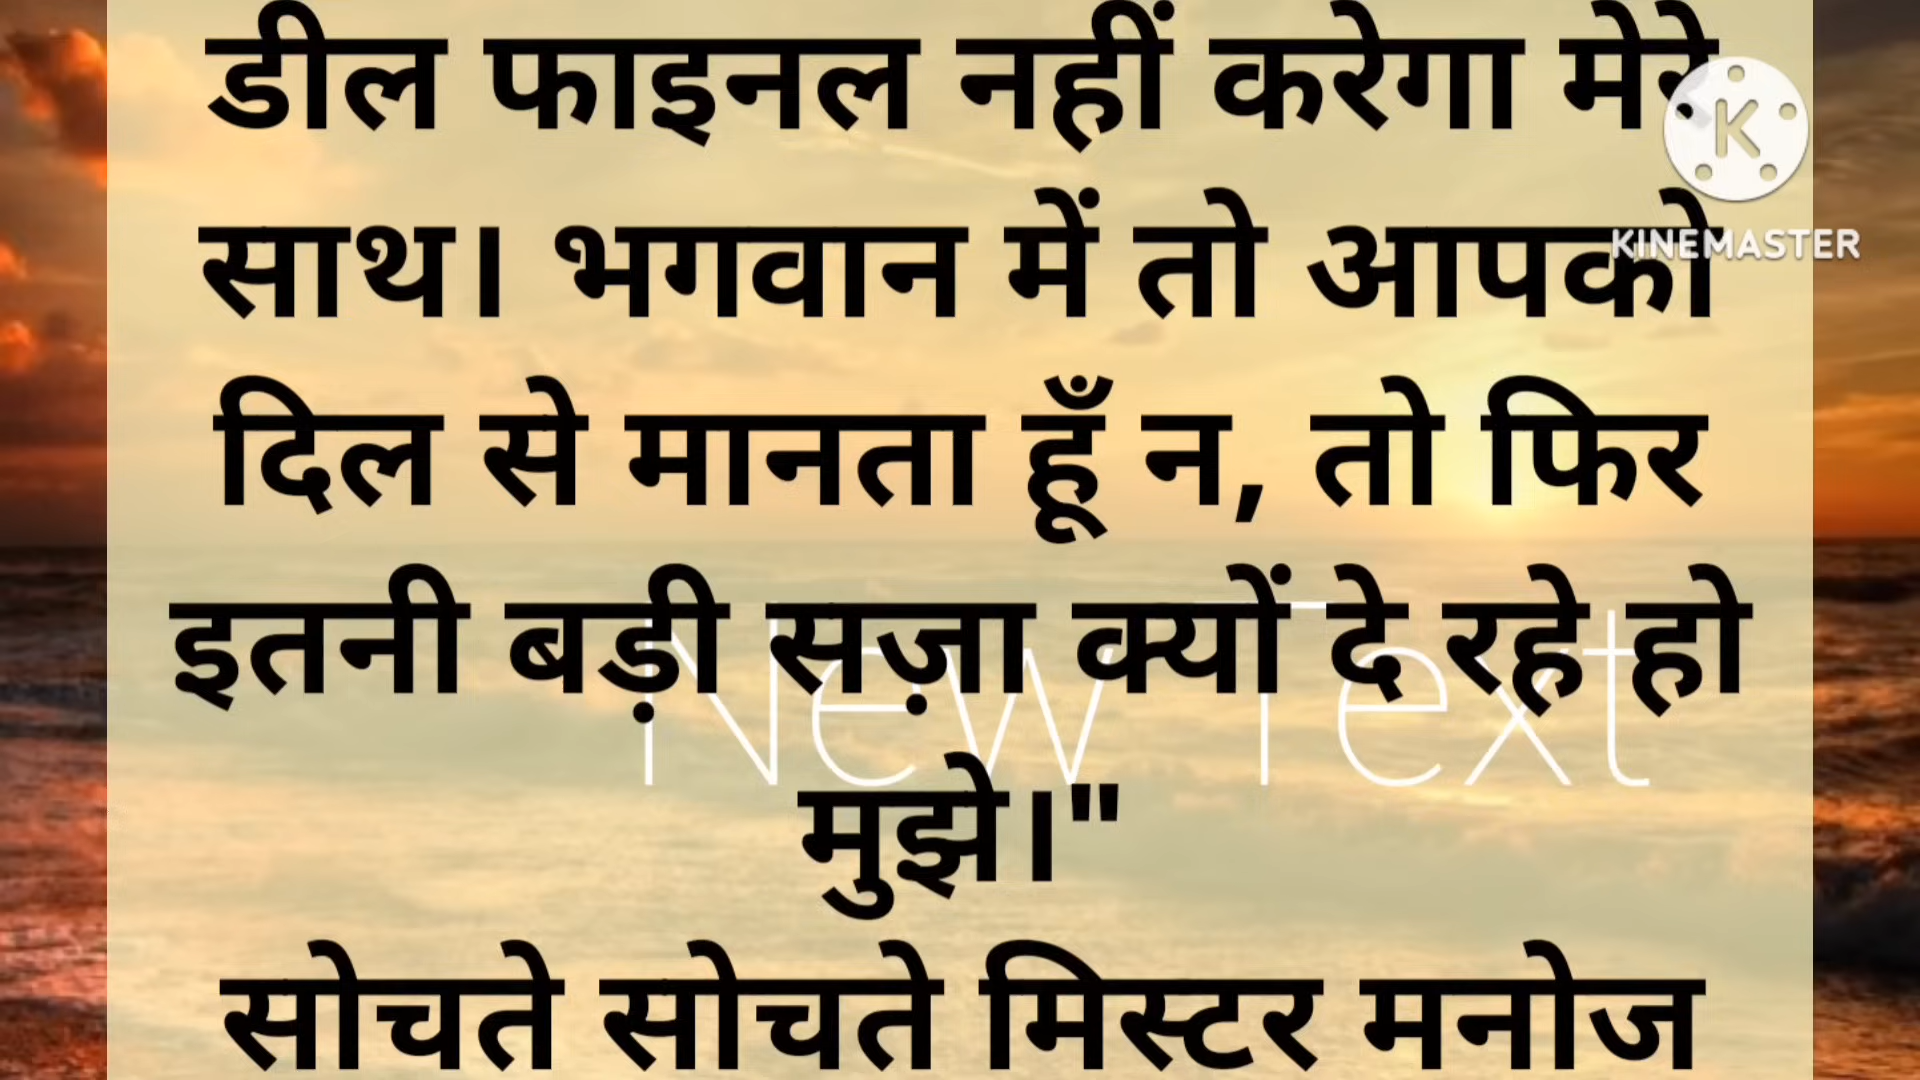 डील फाइनल नहीं करेगा मेरे
साथ। भगवान में तो आपको
दिल से मानता हूँ न, तो फिर
इतनी बड़ी सज़ा क्यों दे रहे हो
मुझे।"
सोचते सोचते मिस्टर मनोज
New Text
K
KINEMASTER